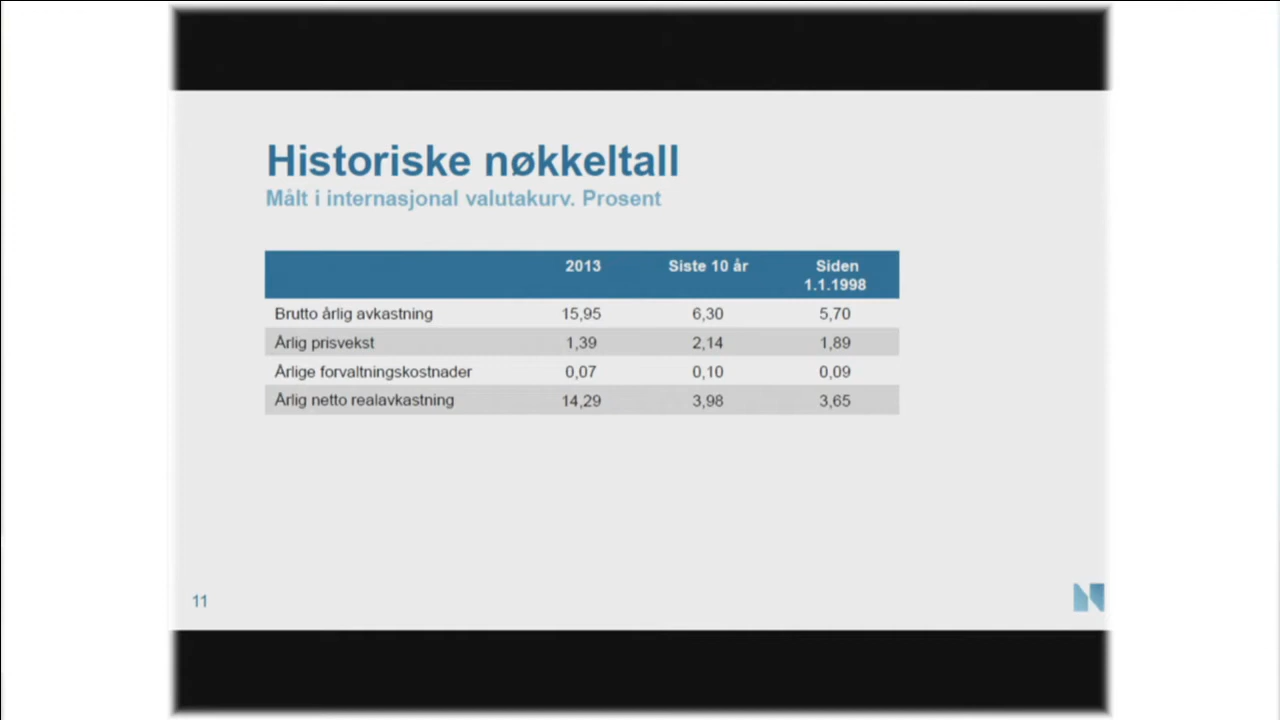 Historiske nøkkeltall
Målt i internasjonal valutakurv. Prosent
2013 Siste 10 år Siden 1.1.1998
Brutto årlig avkastning 15,95 6,30 5,70
Årlig prisvekst 1,39 2,14 1,89
Årlige forvaltningskostnader 0,07 0,10 0,09
Årlig netto realavkastning 14,29 3,98 3,65
11